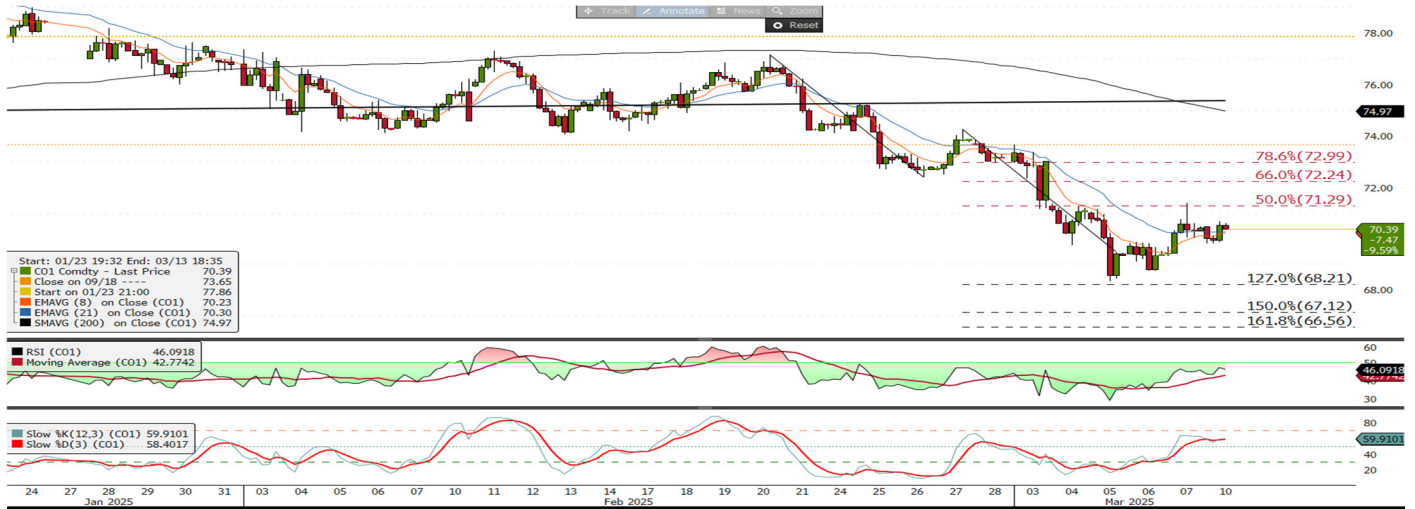 Track Annotate News Zoom
Reset
78.00
76.00
74.97
74.00
78.6%(72.99)
66.0%(72.24)
72.00
50.0%(71.29)
70.39
-7.47
-9.59%
127.0%(68.21)
68.00
150.0%(67.12)
161.8%(66.56)
Start: 01/23 19:32 End: 03/13 18:35
CO1 Comdty - Last Price 70.39
Close on 09/18 ---- 73.65
Start on 01/23 21:00 77.86
EMAVG (8) on Close (CO1) 70.23
EMAVG (21) on Close (CO1) 70.30
SMAVG (200) on Close (CO1) 74.97
RSI (CO1) 46.0918
Moving Average (CO1) 42.7742
60
50
46.0918
42.7742
40
30
Slow %K(12,3) (CO1) 59.9101
Slow %D(3) (CO1) 58.4017
80
59.9101
40
20
24 27 28 29 30 31 03 04 05 06 07 10 11 12 13 14 17 18 19 20 21 24 25 26 27 28 03 04 05 06 07 10
Jan 2025 Feb 2025 Mar 2025